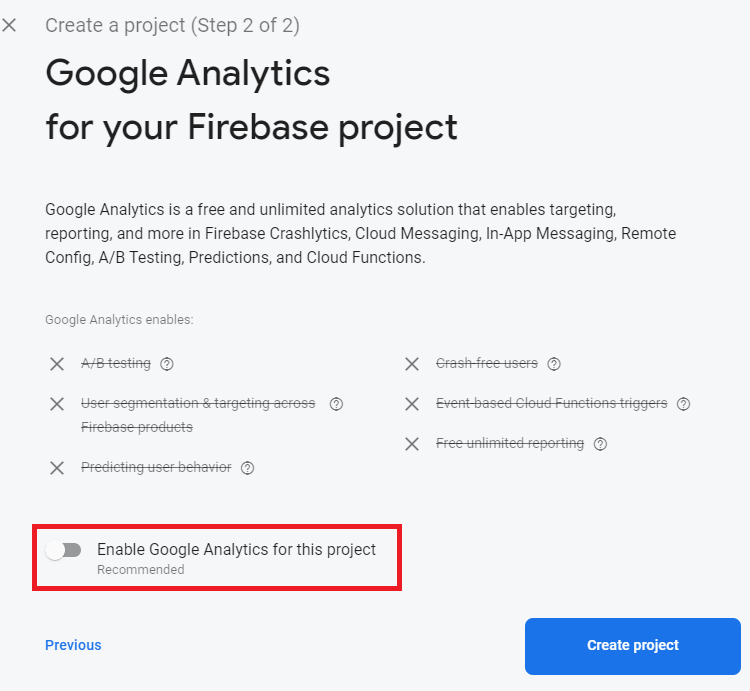 Create a project (Step 2 of 2)
Google Analytics
for your Firebase project
Google Analytics is a free and unlimited analytics solution that enables targeting,
reporting, and more in Firebase Crashlytics, Cloud Messaging, In-App Messaging, Remote
Config, A/B Testing, Predictions, and Cloud Functions.
Google Analytics enables:
A/B testing
User segmentation & targeting across
Firebase products
Predicting user behavior
Crash-free users
Event-based Cloud Functions triggers
Free unlimited reporting
Enable Google Analytics for this project
Recommended
Previous
Create project